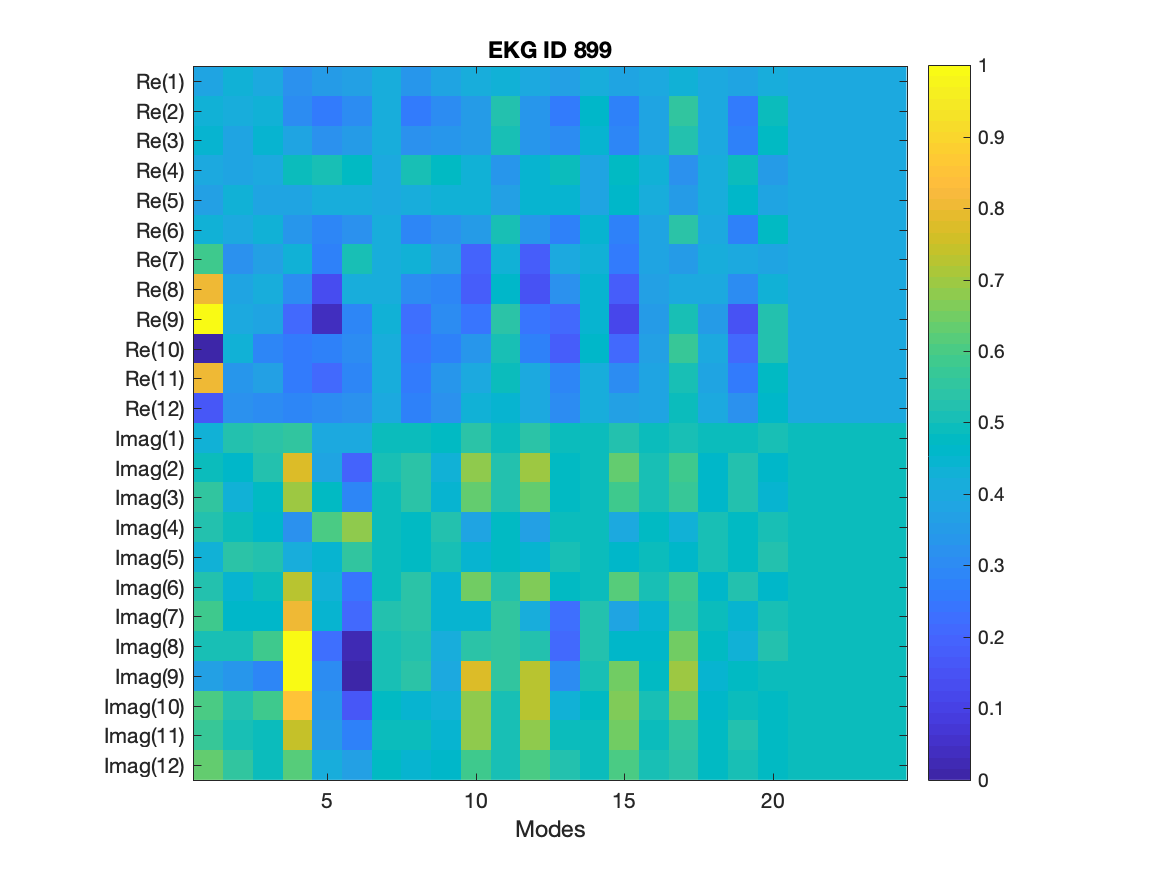 EKG ID 899
Re(1)
Re(2)
Re(3)
Re(4)
Re(5)
Re(6)
Re(7)
Re(8)
Re(9)
Re(10)
Re(11)
Re(12)
Imag(1)
Imag(2)
Imag(3)
Imag(4)
Imag(5)
Imag(6)
Imag(7)
Imag(8)
Imag(9)
Imag(10)
Imag(11)
Imag(12)
5 10 15 20
Modes
1
0.9
0.8
0.7
0.6
0.5
0.4
0.3
0.2
0.1
0